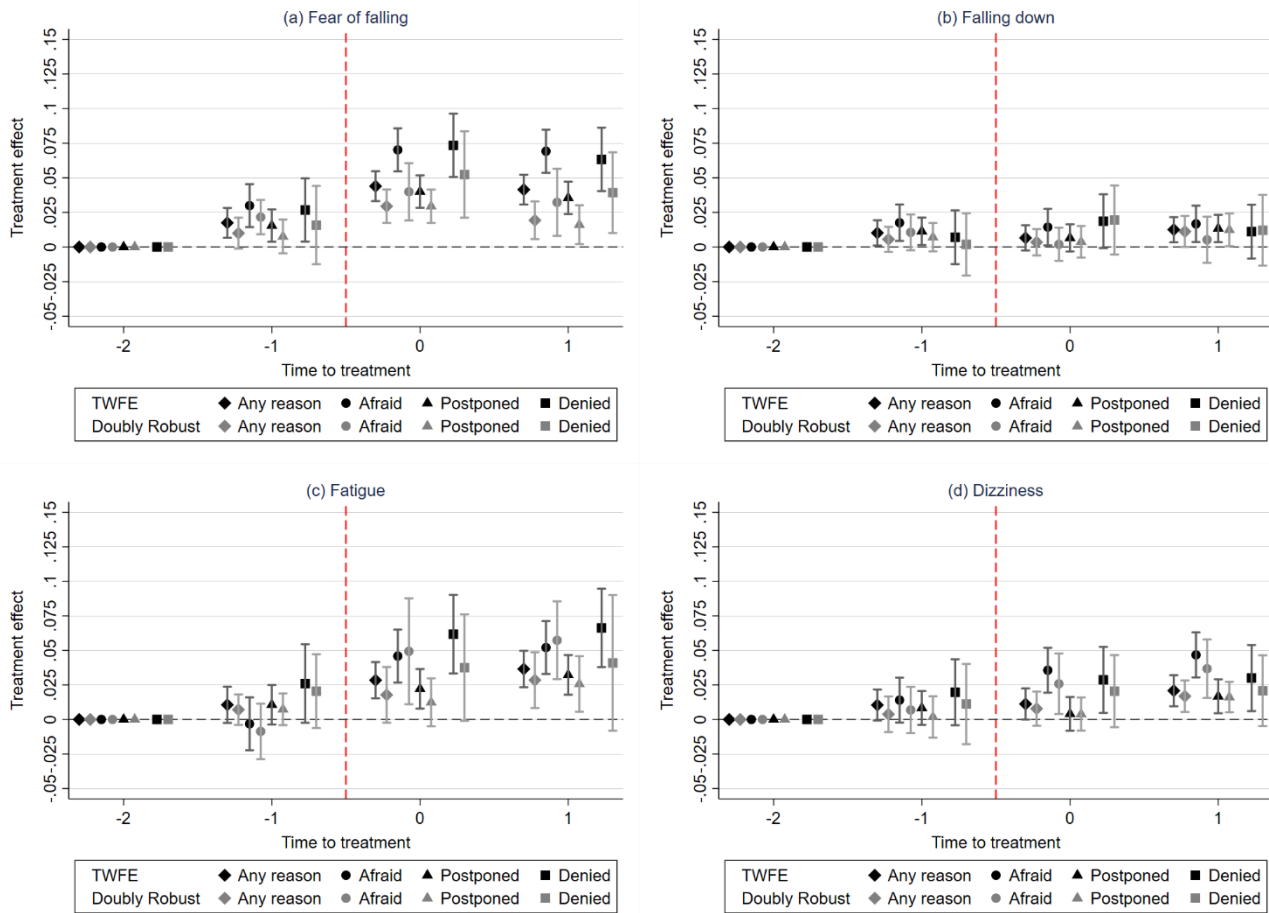 (a) Fear of falling
Treatment effect
-.05 -.025 0 .025 .05 .075 .1 .125 .15
-2 -1 0 1
Time to treatment
TWFE Any reason Afraid Postponed Denied
Doubly Robust Any reason Afraid Postponed Denied
(b) Falling down
Treatment effect
-.05 -.025 0 .025 .05 .075 .1 .125 .15
-2 -1 0 1
Time to treatment
TWFE Any reason Afraid Postponed Denied
Doubly Robust Any reason Afraid Postponed Denied
(c) Fatigue
Treatment effect
-.05 -.025 0 .025 .05 .075 .1 .125 .15
-2 -1 0 1
Time to treatment
TWFE Any reason Afraid Postponed Denied
Doubly Robust Any reason Afraid Postponed Denied
(d) Dizziness
Treatment effect
-.05 -.025 0 .025 .05 .075 .1 .125 .15
-2 -1 0 1
Time to treatment
TWFE Any reason Afraid Postponed Denied
Doubly Robust Any reason Afraid Postponed Denied